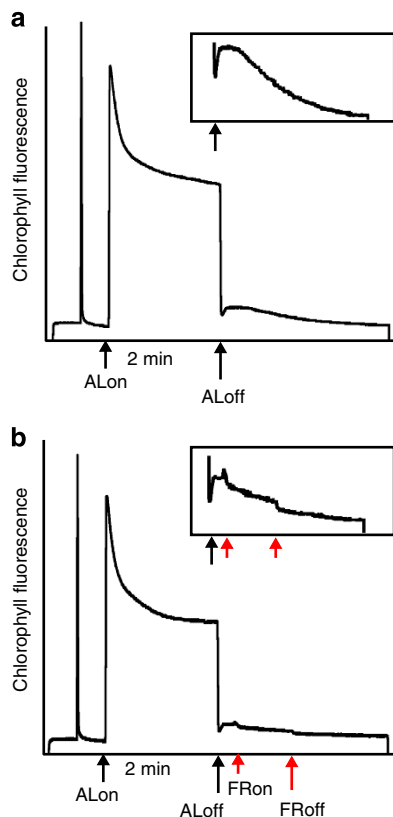 a
Chlorophyll fluorescence
2 min
ALon
ALoff
b
Chlorophyll fluorescence
2 min
ALon
ALoff
FRon
FRoff